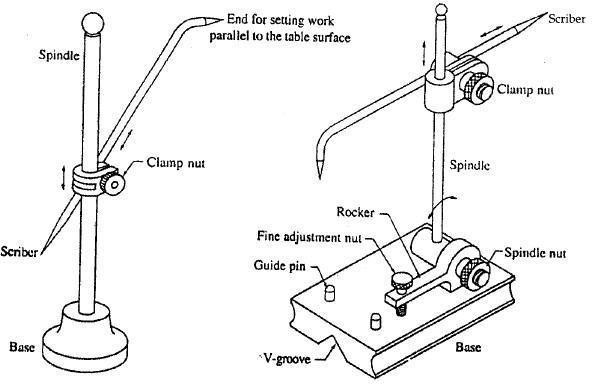 End for setting work
parallel to the table surface
Spindle
Clamp nut
Scriber
Base
Scriber
Clamp nut
Spindle
Rocker
Fine adjustment nut
Guide pin
Spindle nut
V-groove
Base